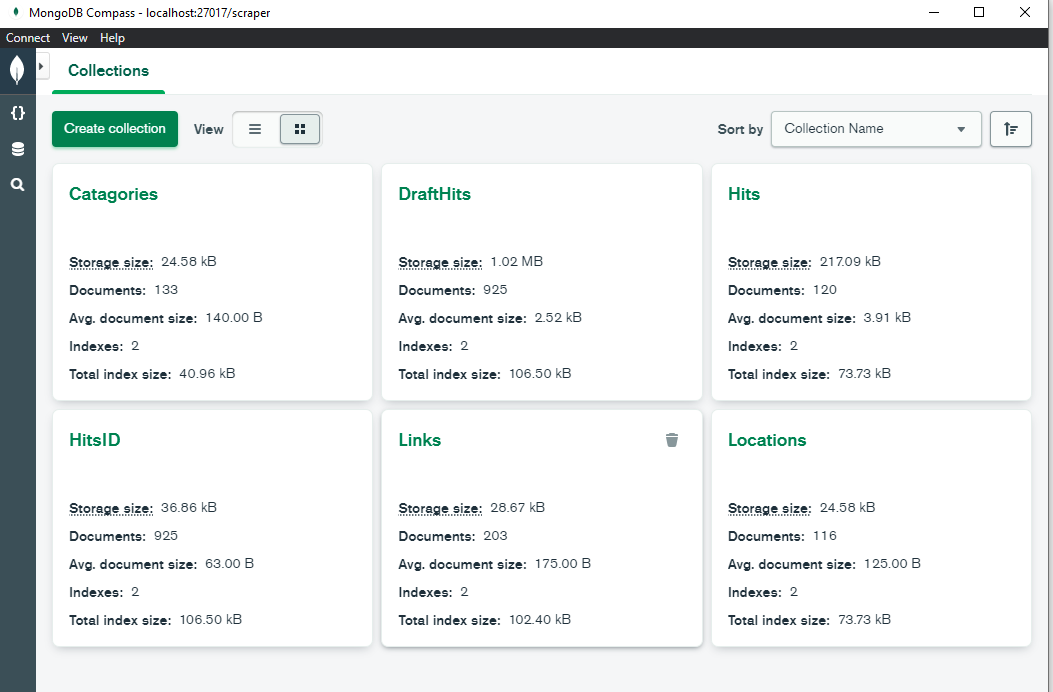 MongoDB Compass - localhost:27017/scraper
Connect View Help
Collections
Create collection View Sort by Collection Name
Catagories
Storage size: 24.58 kB
Documents: 133
Avg. document size: 140.00 B
Indexes: 2
Total index size: 40.96 kB
DraftHits
Storage size: 1.02 MB
Documents: 925
Avg. document size: 2.52 kB
Indexes: 2
Total index size: 106.50 kB
Hits
Storage size: 217.09 kB
Documents: 120
Avg. document size: 3.91 kB
Indexes: 2
Total index size: 73.73 kB
HitsID
Storage size: 36.86 kB
Documents: 925
Avg. document size: 63.00 B
Indexes: 2
Total index size: 106.50 kB
Links
Storage size: 28.67 kB
Documents: 203
Avg. document size: 175.00 B
Indexes: 2
Total index size: 102.40 kB
Locations
Storage size: 24.58 kB
Documents: 116
Avg. document size: 125.00 B
Indexes: 2
Total index size: 73.73 kB